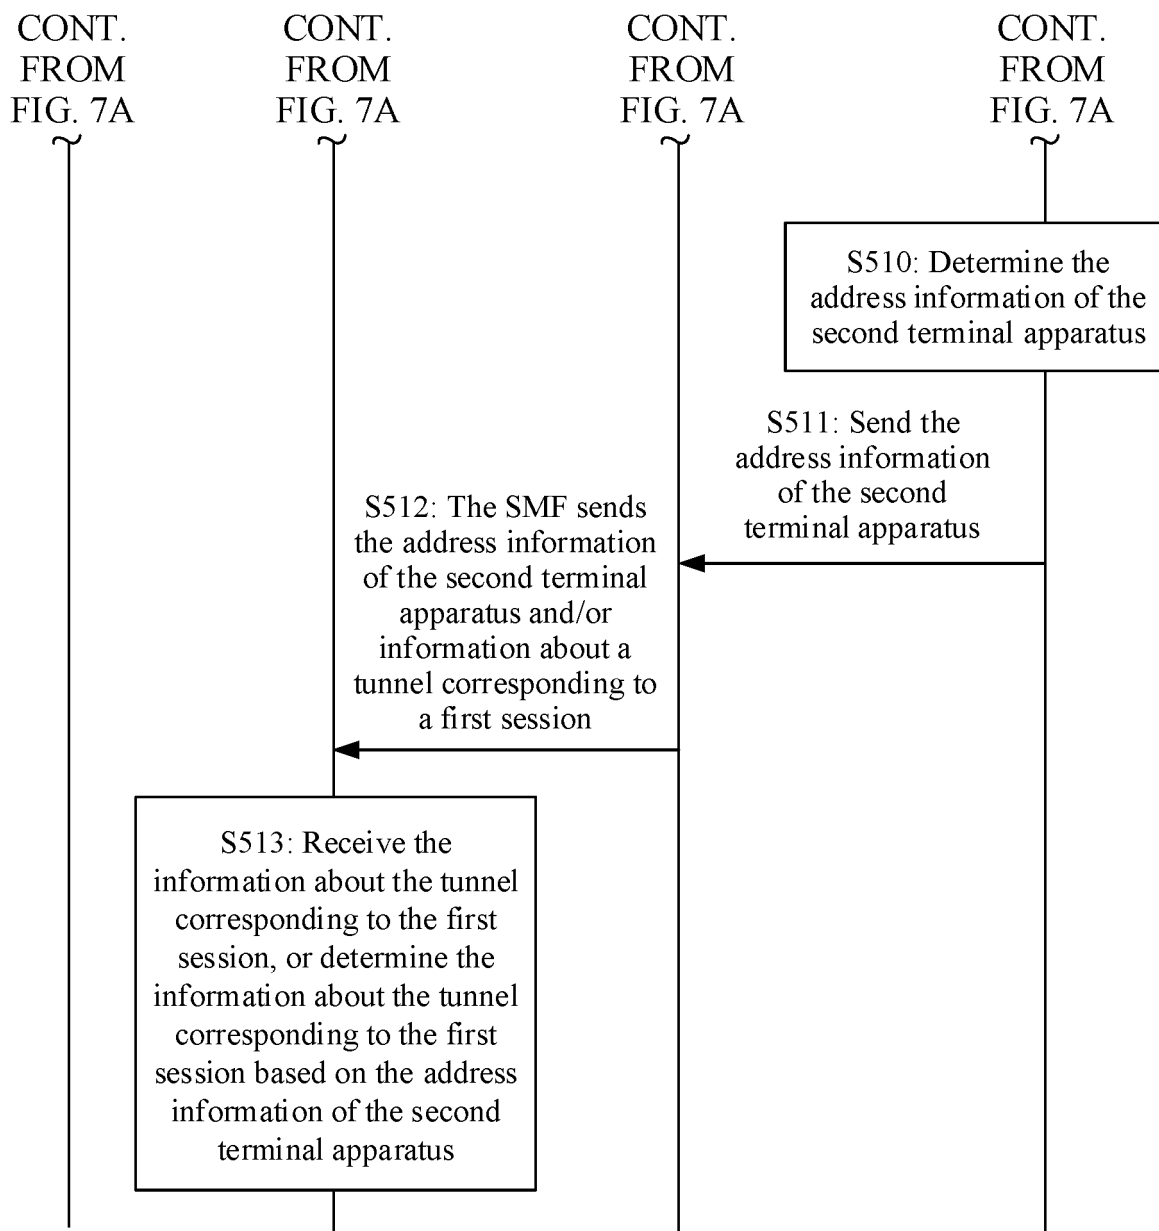 CONT.
FROM
FIG. 7A
CONT.
FROM
FIG. 7A
CONT.
FROM
FIG. 7A
CONT.
FROM
FIG. 7A
S510: Determine the
address information of the
second terminal apparatus
S511: Send the
address information
of the second
terminal apparatus
S512: The SMF sends
the address information
of the second terminal
apparatus and/or
information about a
tunnel corresponding to
a first session
S513: Receive the
information about the tunnel
corresponding to the first
session, or determine the
information about the tunnel
corresponding to the first
session based on the address
information of the second
terminal apparatus